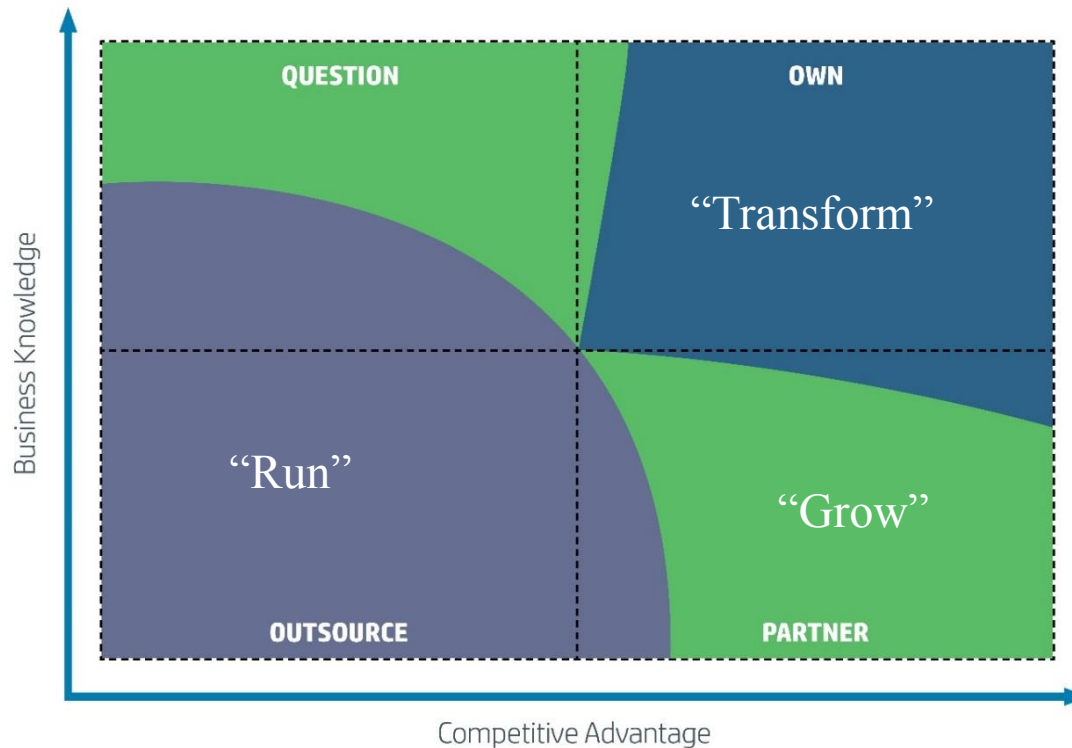 QUESTION
OWN
“Transform”
Business Knowledge
“Run”
“Grow”
OUTSOURCE
PARTNER
Competitive Advantage